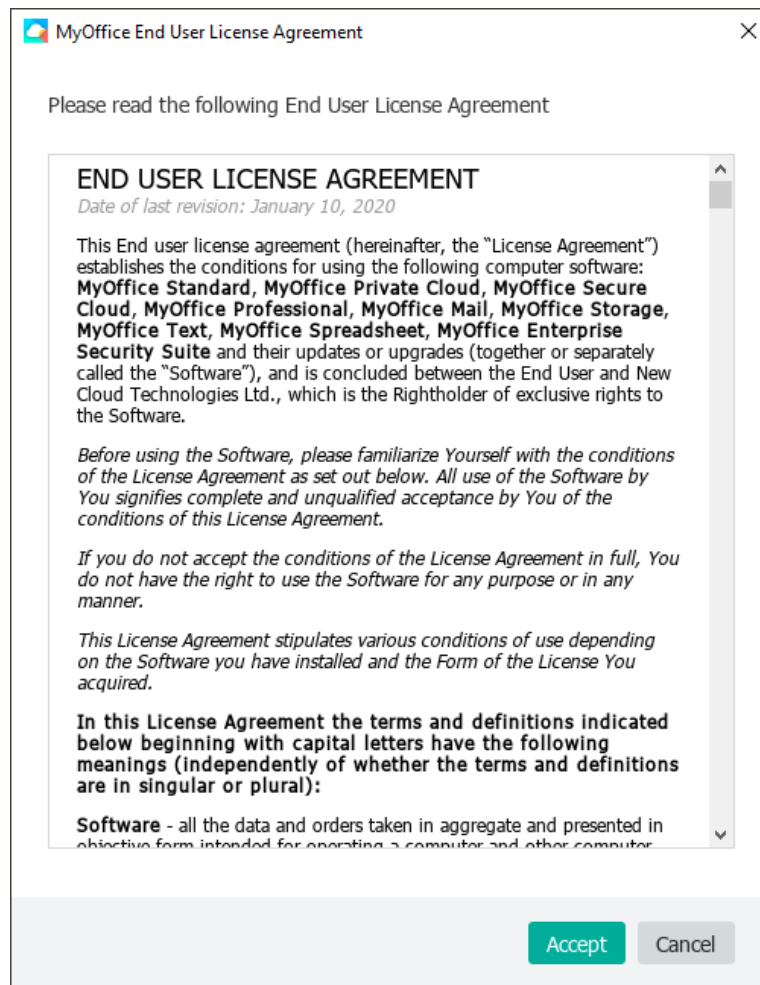 MyOffice End User License Agreement
Please read the following End User License Agreement
END USER LICENSE AGREEMENT
Date of last revision: January 10, 2020
This End user license agreement (hereinafter, the “License Agreement”)
establishes the conditions for using the following computer software:
MyOffice Standard, MyOffice Private Cloud, MyOffice Secure
Cloud, MyOffice Professional, MyOffice Mail, MyOffice Storage,
MyOffice Text, MyOffice Spreadsheet, MyOffice Enterprise
Security Suite and their updates or upgrades (together or separately
called the “Software”), and is concluded between the End User and New
Cloud Technologies Ltd., which is the Rightholder of exclusive rights to
the Software.
Before using the Software, please familiarize Yourself with the conditions
of the License Agreement as set out below. All use of the Software by
You signifies complete and unqualified acceptance by You of the
conditions of this License Agreement.
If you do not accept the conditions of the License Agreement in full, You
do not have the right to use the Software for any purpose or in any
manner.
This License Agreement stipulates various conditions of use depending
on the Software you have installed and the Form of the License You
acquired.
In this License Agreement the terms and definitions indicated
below beginning with capital letters have the following
meanings (independently of whether the terms and definitions
are in singular or plural):
Software - all the data and orders taken in aggregate and presented in
objective form intended for operating a computer and other computer
Accept
Cancel